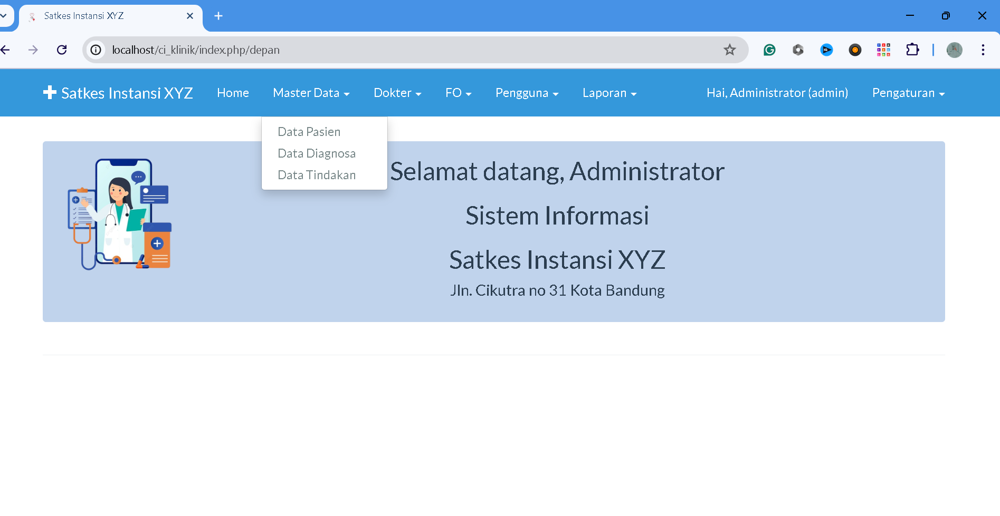 Satkes Instansi XYZ
localhost/ci_klinik/index.php/depan
Satkes Instansi XYZ Home Master Data Dokter FO Pengguna Laporan Hai, Administrator (admin) Pengaturan
Data Pasien
Data Diagnosa
Data Tindakan
Selamat datang, Administrator
Sistem Informasi
Satkes Instansi XYZ
Jln. Cikutra no 31 Kota Bandung